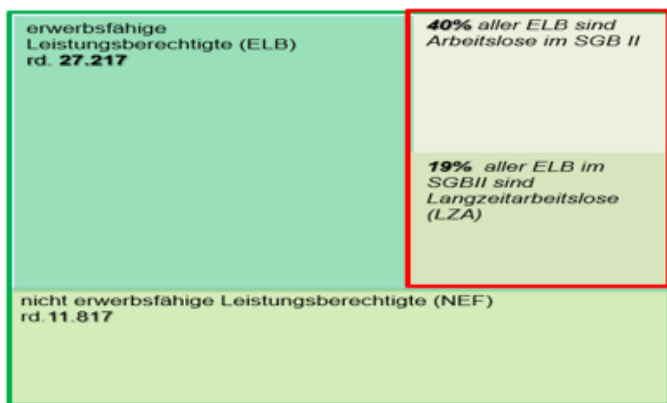 erwerbsfähige
Leistungsberechtigte (ELB)
rd. 27.217
40% aller ELB sind
Arbeitslose im SGB II
19% aller ELB im
SGBII sind
Langzeitarbeitslose
(LZA)
nicht erwerbsfähige Leistungsberechtigte (NEF)
rd. 11.817